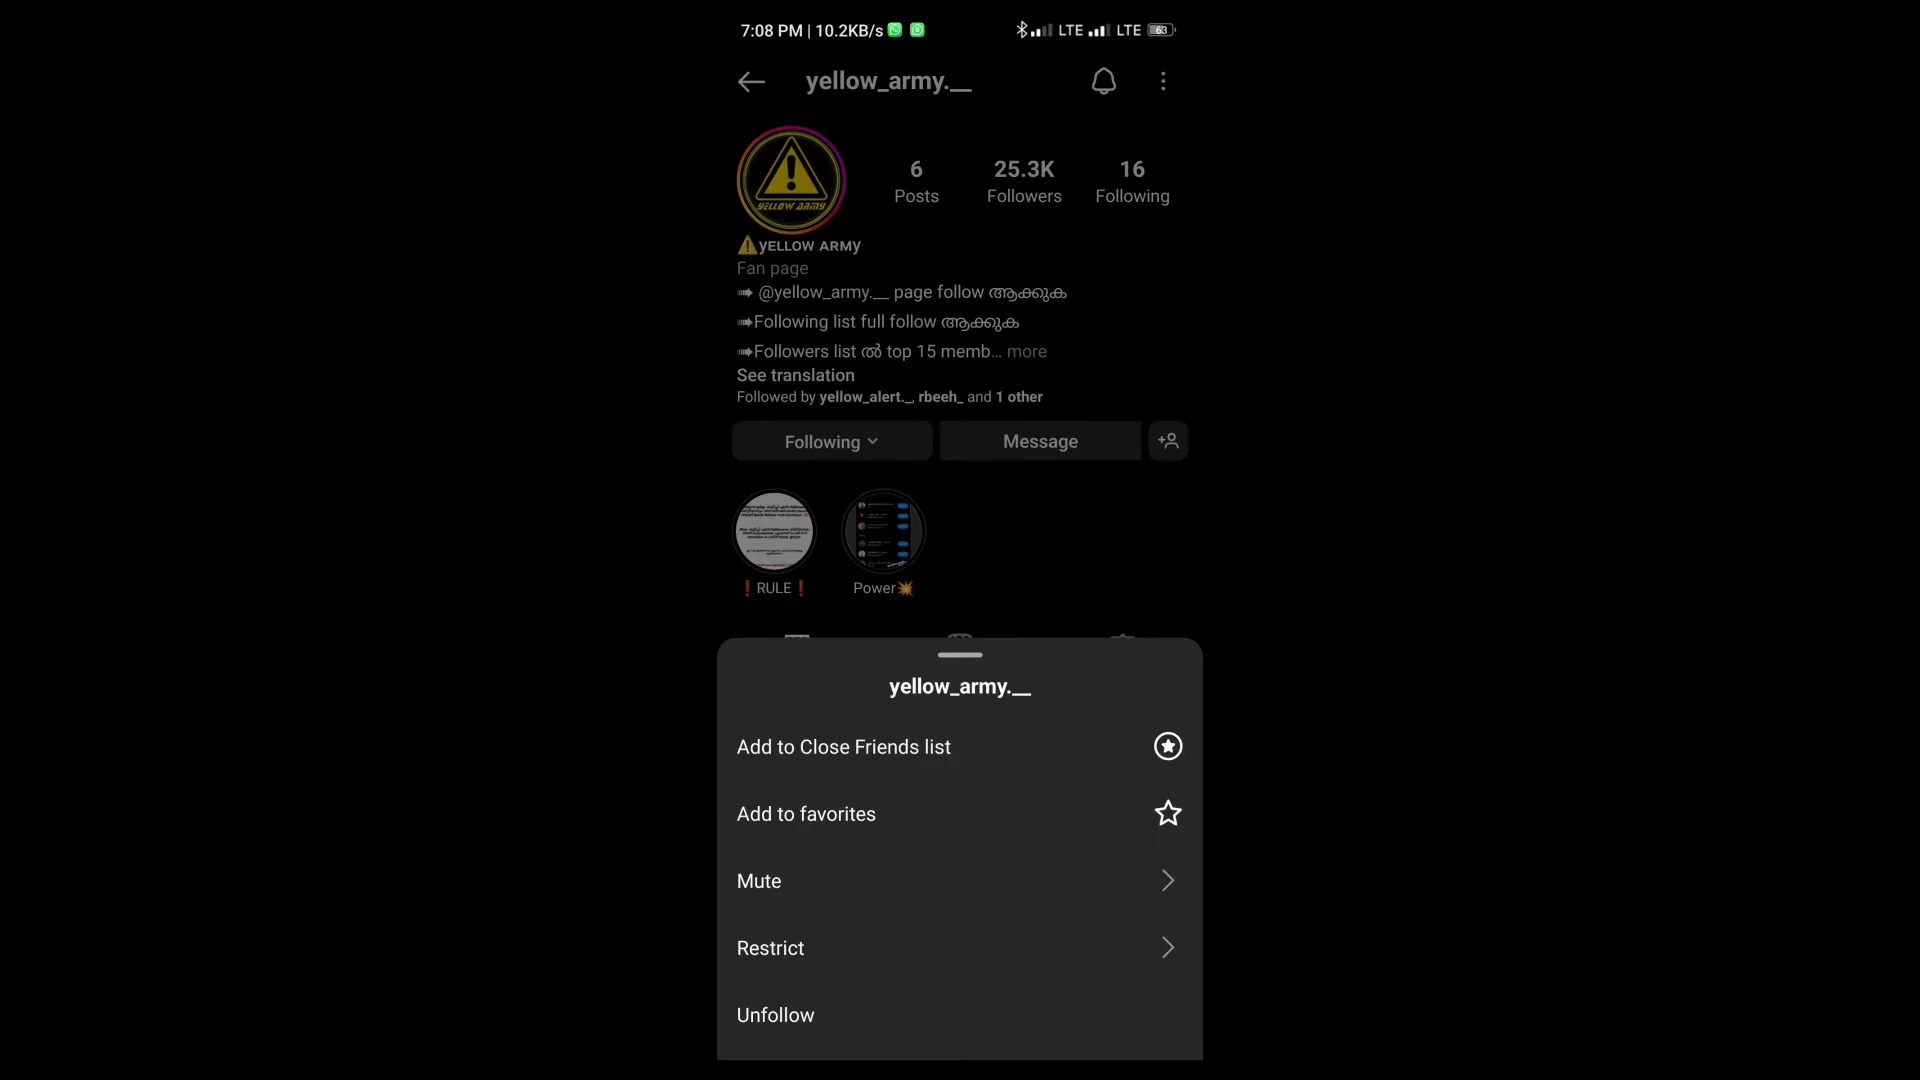 7:08 PM | 10.2KB/s LTE LTE 63
yellow_army.__
YELLOW ARMY
6 25.3K 16
Posts Followers Following
⚠️YELLOW ARMY
Fan page
➠ @yellow_army.__ page follow ആക്കുക
➠Following list full follow ആക്കുക
➠Followers list ൽ top 15 memb... more
See translation
Followed by yellow_alert._, rbeeh_ and 1 other
Following Message
❗RULE❗ Power💥
yellow_army.__
Add to Close Friends list
Add to favorites
Mute
Restrict
Unfollow